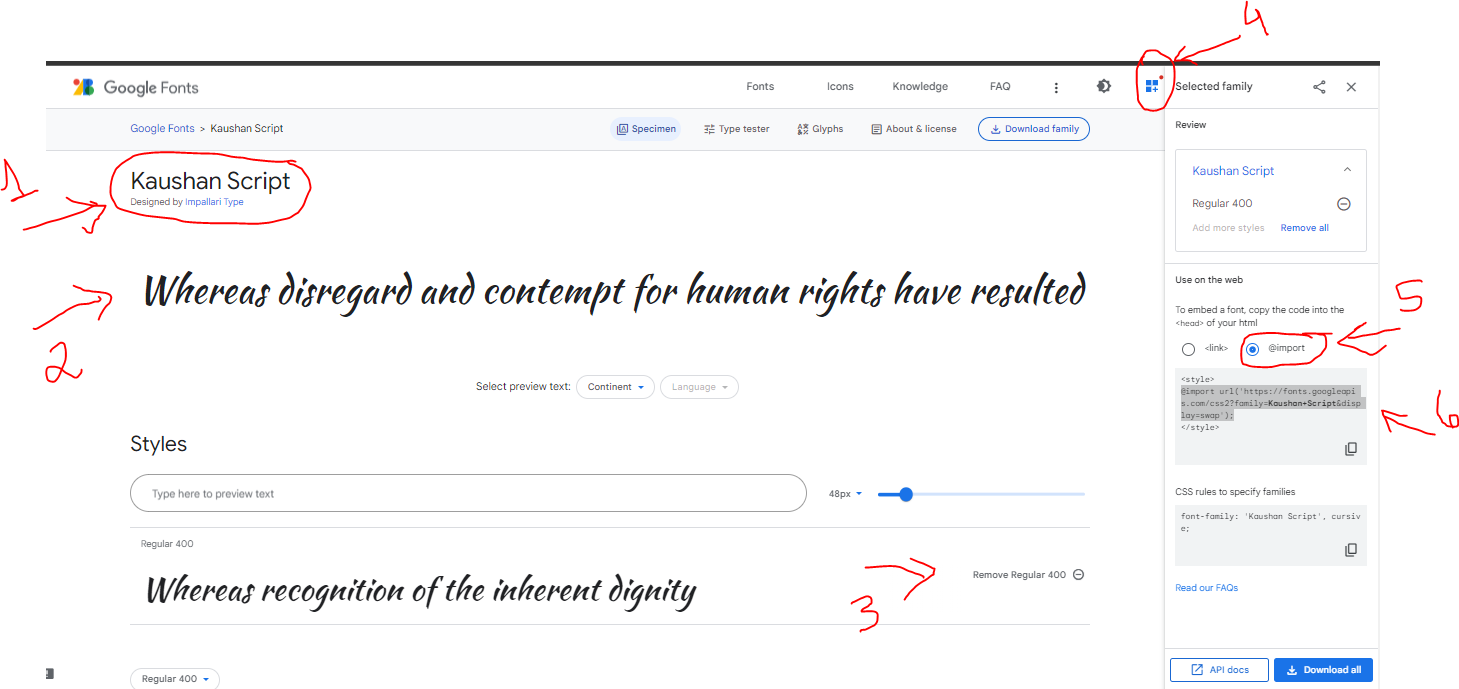 4
Google Fonts
Fonts
Icons
Knowledge
FAQ
Selected family
Google Fonts > Kaushan Script
Specimen
Type tester
Glyphs
About & license
Download family
Review
1
Kaushan Script
Designed by Impallari Type
Kaushan Script
Regular 400
Add more styles
Remove all
2
Whereas disregard and contempt for human rights have resulted
Use on the web
To embed a font, copy the code into the
<head> of your html
<link>
@import
5
<style>
@import url('https://fonts.googleapi
s.com/css2?family=Kaushan+Script&disp
lay=swap');
</style>
6
Select preview text:
Continent
Language
Styles
Type here to preview text
48px
CSS rules to specify families
font-family: 'Kaushan Script', cursiv
e;
Regular 400
Whereas recognition of the inherent dignity
3
Remove Regular 400
Read our FAQs
Regular 400
API docs
Download all